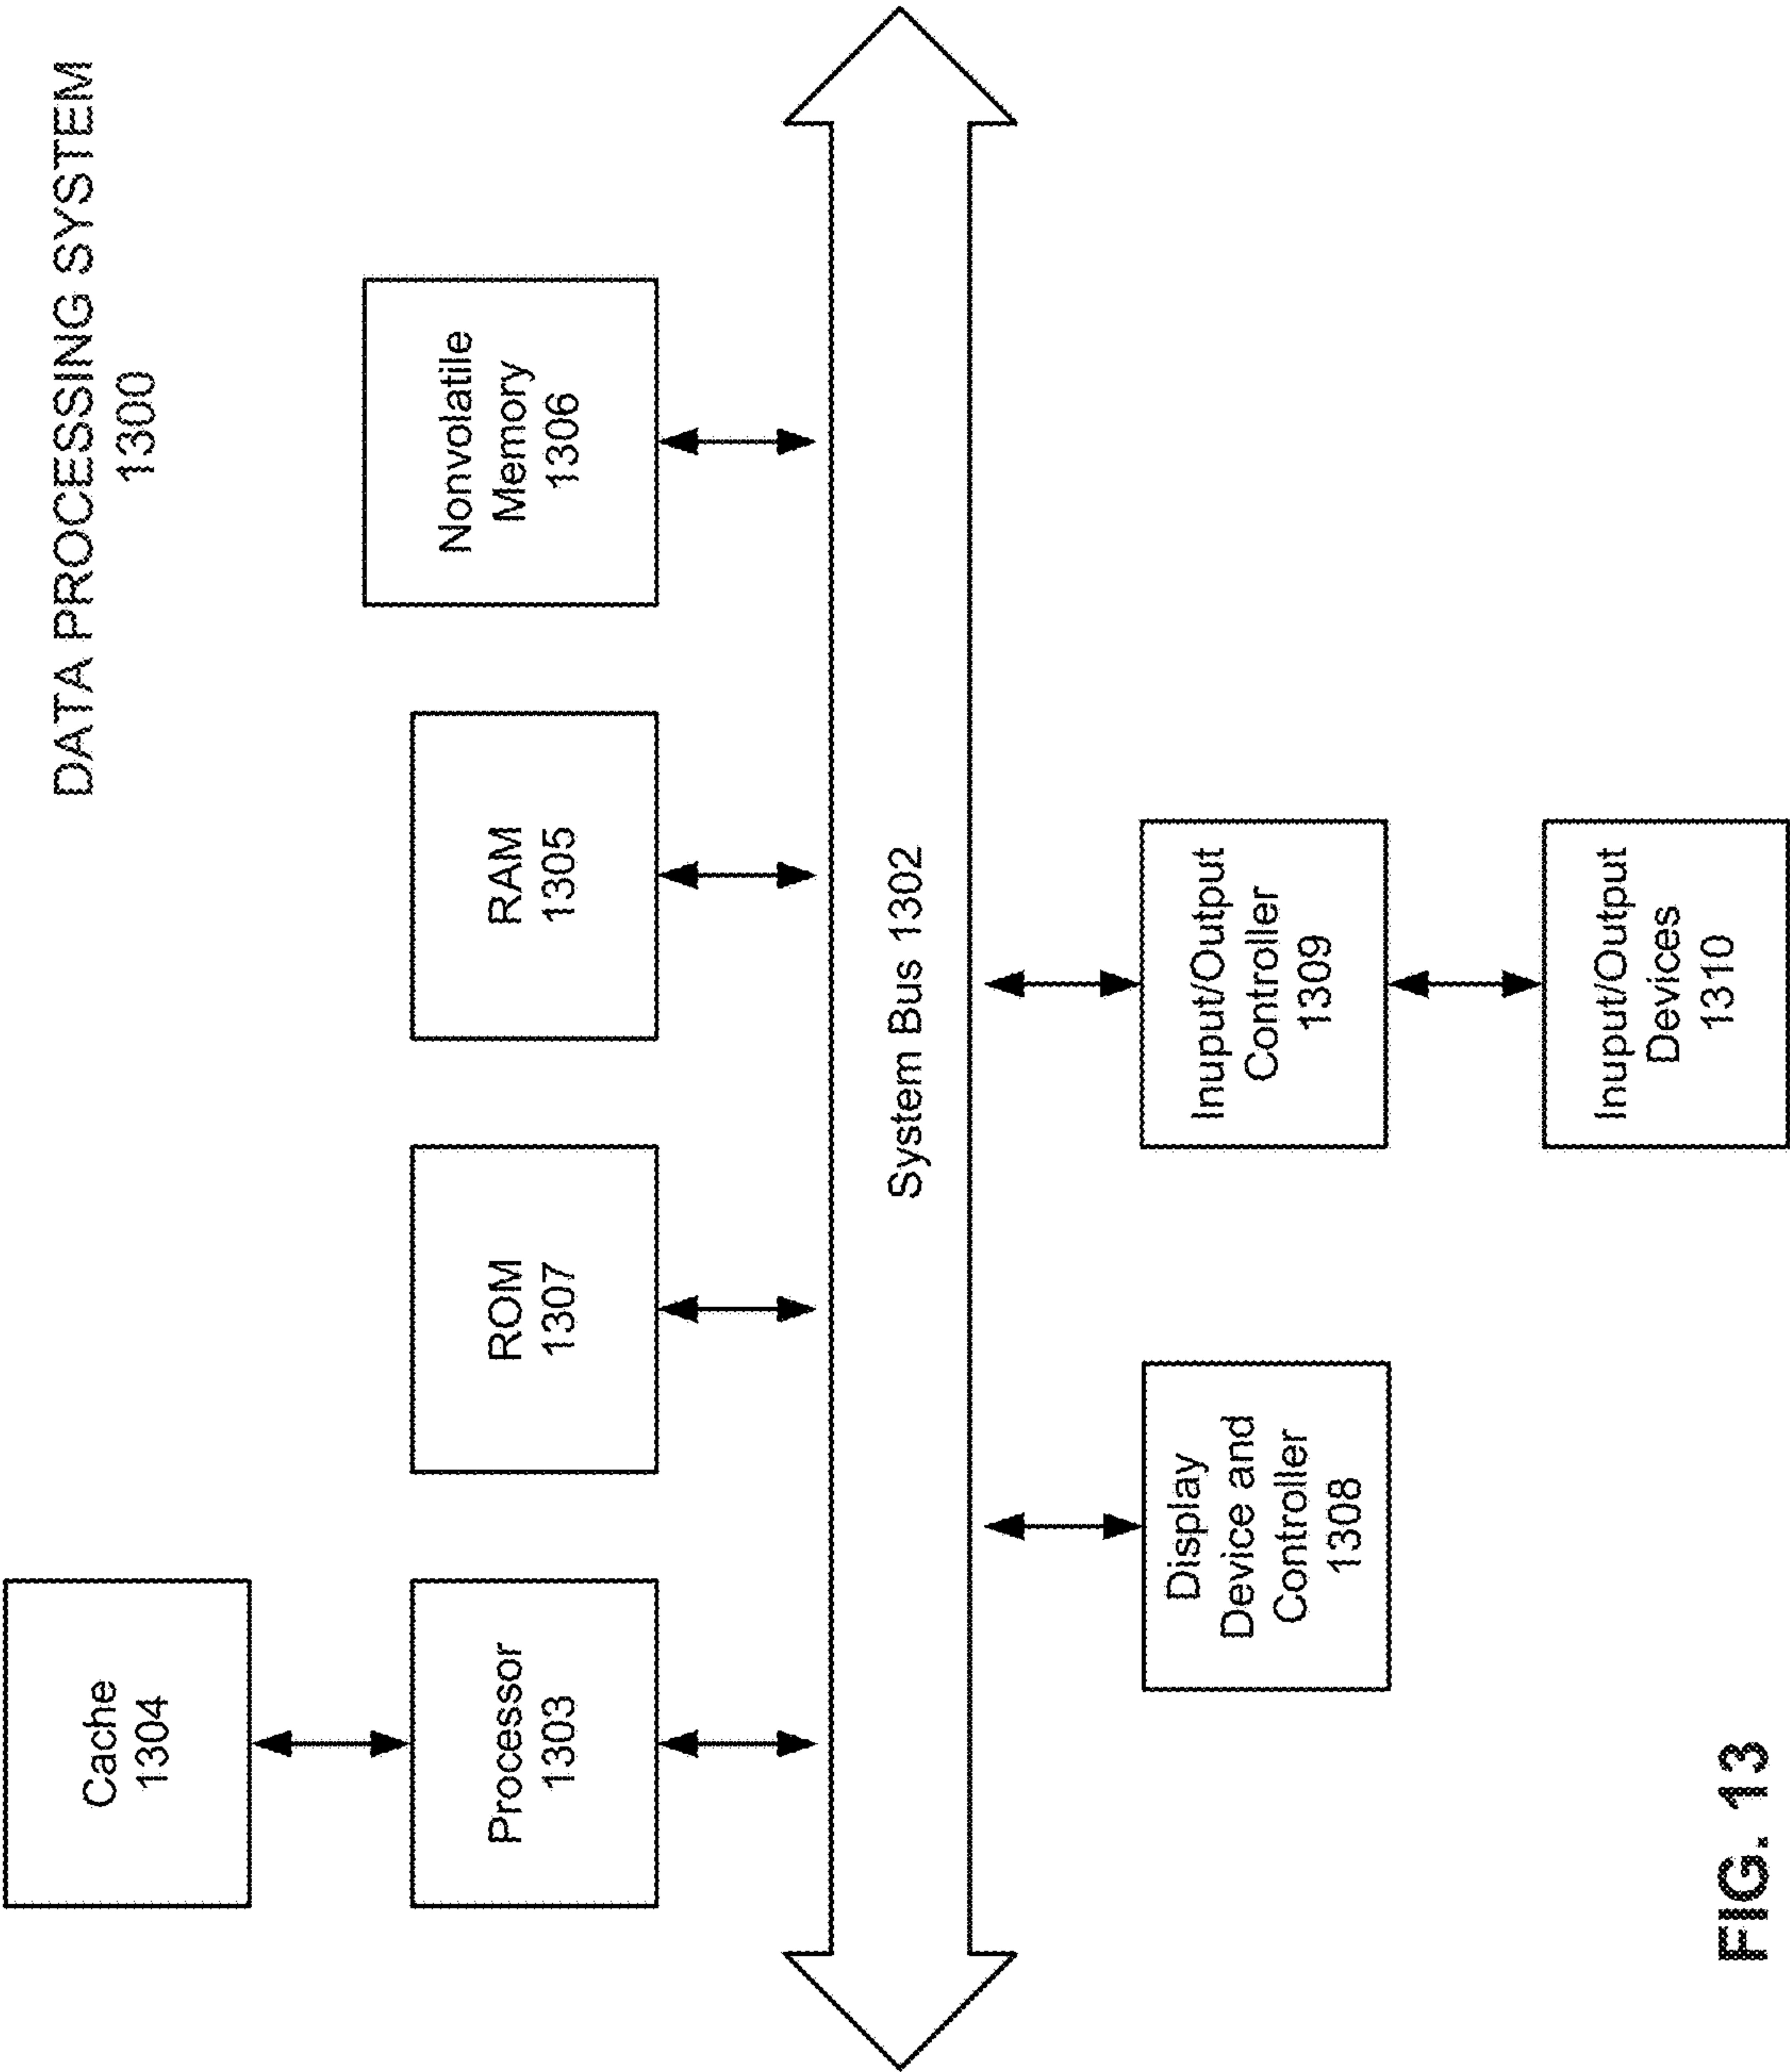 DATA PROCESSING SYSTEM
1300
Cache
1304
Processor
1303
ROM
1307
RAM
1305
Nonvolatile
Memory
1306
System Bus 1302
Display
Device and
Controller
1308
Inuput/Output
Controller
1309
Inuput/Output
Devices
1310
FIG. 13